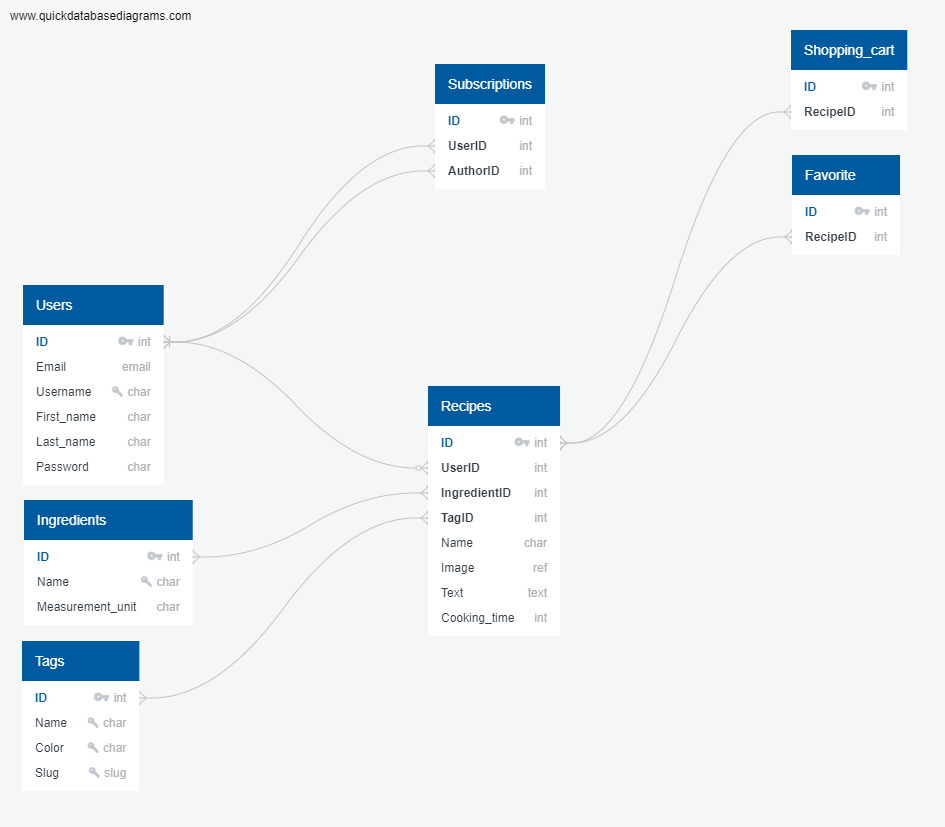 www.quickdatabasediagrams.com
Subscriptions
ID int
UserID int
AuthorID int
Shopping_cart
ID int
RecipeID int
Favorite
ID int
RecipeID int
Users
ID int
Email email
Username char
First_name char
Last_name char
Password char
Recipes
ID int
UserID int
IngredientID int
TagID int
Name char
Image ref
Text text
Cooking_time int
Ingredients
ID int
Name char
Measurement_unit char
Tags
ID int
Name char
Color char
Slug slug